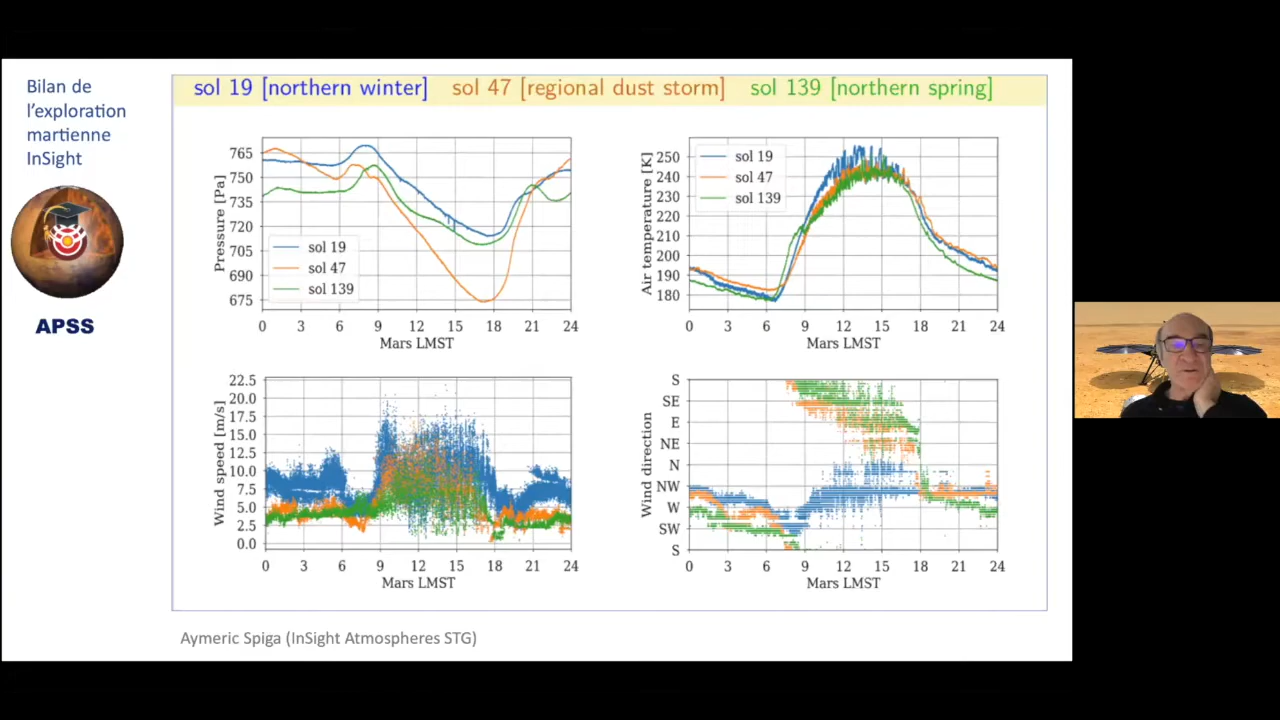 Bilan de
l’exploration
martienne
InSight
APSS
sol 19 [northern winter] sol 47 [regional dust storm] sol 139 [northern spring]
Pressure [Pa]
765
750
735
720
705
690
675
sol 19
sol 47
sol 139
0 3 6 9 12 15 18 21 24
Mars LMST
Air temperature [K]
250
240
230
220
210
200
190
180
sol 19
sol 47
sol 139
0 3 6 9 12 15 18 21 24
Mars LMST
Wind speed [m/s]
22.5
20.0
17.5
15.0
12.5
10.0
7.5
5.0
2.5
0.0
0 3 6 9 12 15 18 21 24
Mars LMST
Wind direction
S
SE
E
NE
N
NW
W
SW
S
0 3 6 9 12 15 18 21 24
Mars LMST
Aymeric Spiga (InSight Atmospheres STG)